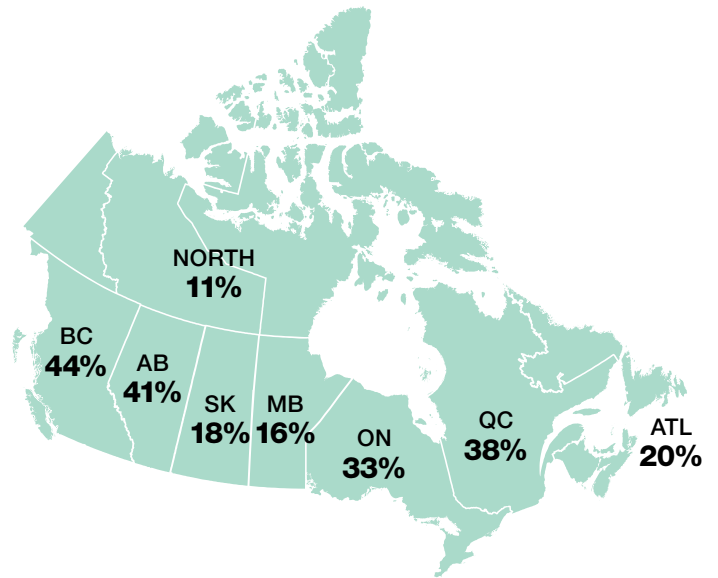 NORTH
11%
BC
44%
AB
41%
SK
18%
MB
16%
ON
33%
QC
38%
ATL
20%